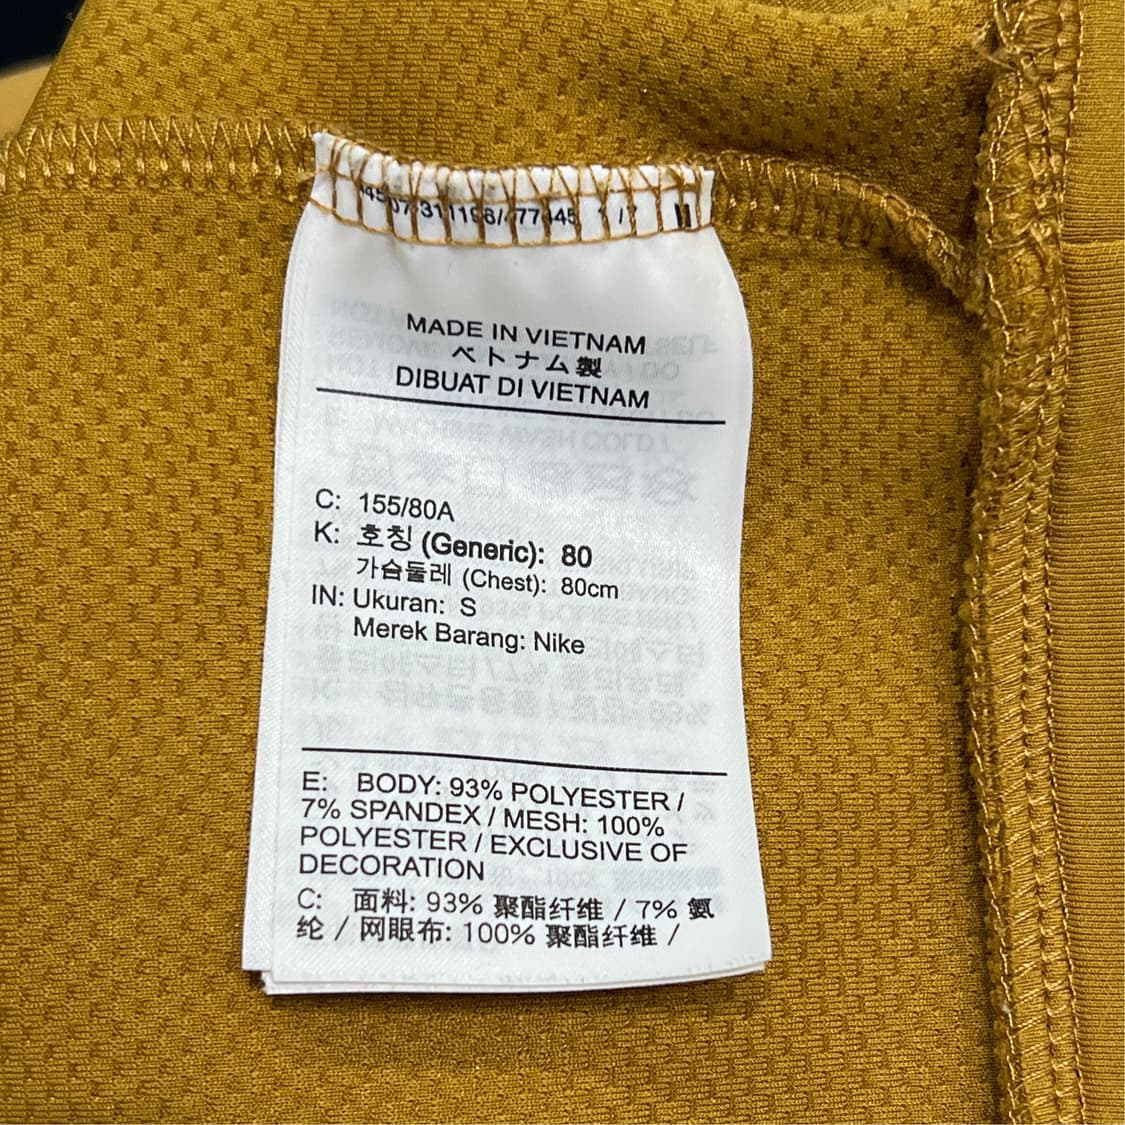 MADE IN VIETNAM
ベトナム製
DIBUAT DI VIETNAM
C: 155/80A
K: 호칭 (Generic): 80
가슴둘레 (Chest): 80cm
IN: Ukuran: S
Merek Barang: Nike
E: BODY: 93% POLYESTER /
7% SPANDEX / MESH: 100%
POLYESTER / EXCLUSIVE OF
DECORATION
C: 面料: 93% 聚酯纤维 / 7% 氨
纶 / 网眼布: 100% 聚酯纤维 /